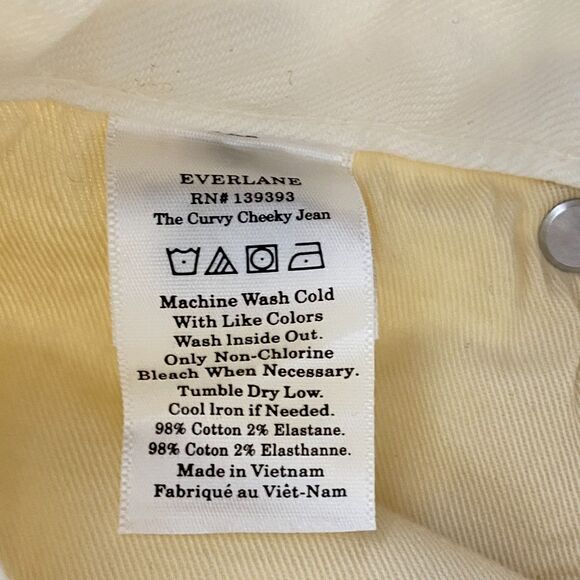 EVERLANE
RN# 139393
The Curvy Cheeky Jean
Machine Wash Cold
With Like Colors
Wash Inside Out.
Only Non-Chlorine
Bleach When Necessary.
Tumble Dry Low.
Cool Iron if Needed.
98% Cotton 2% Elastane.
98% Coton 2% Elasthanne.
Made in Vietnam
Fabriqué au Viêt-Nam